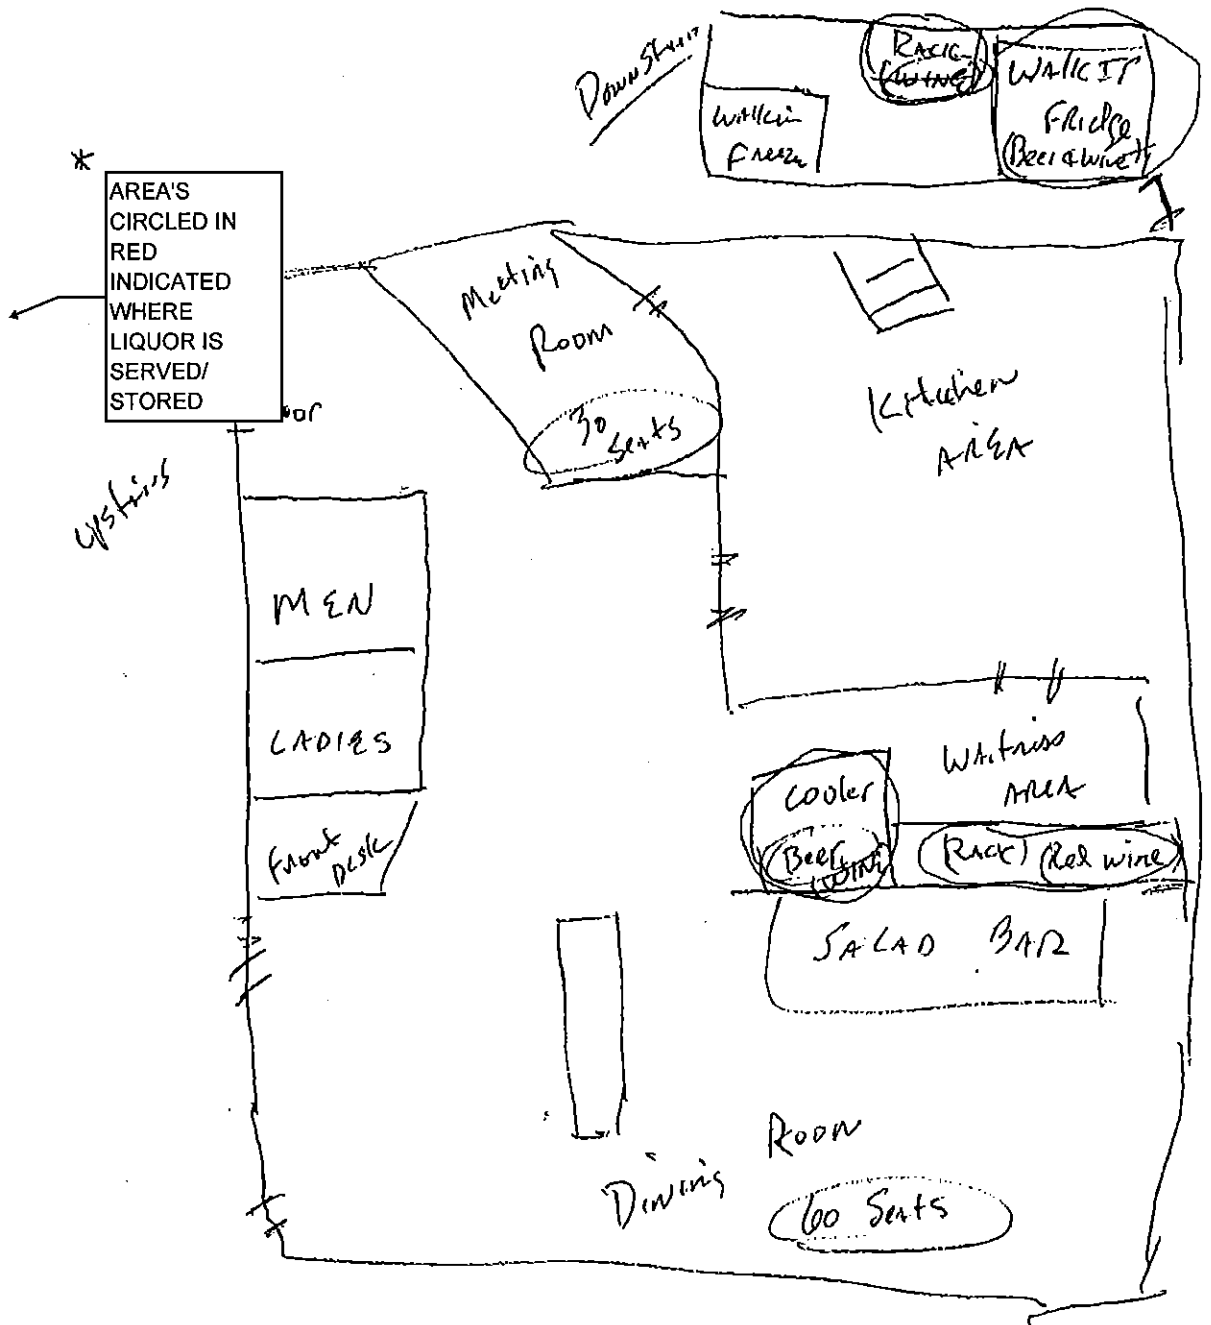 DownStairs
RACK
(WINE)
WALK IN
Fridge
(Beer & wine)
walkin
Freezer
*
AREA'S
CIRCLED IN
RED
INDICATED
WHERE
LIQUOR IS
SERVED/
STORED
or
upstairs
Meeting
Room
30
Seats
Kitchen
AREA
MEN
LADIES
Front
Desk
Waitress
AREA
Cooler
(Beer
WINE)
(RACK) (Red wine)
SALAD BAR
Dining Room
60 Seats